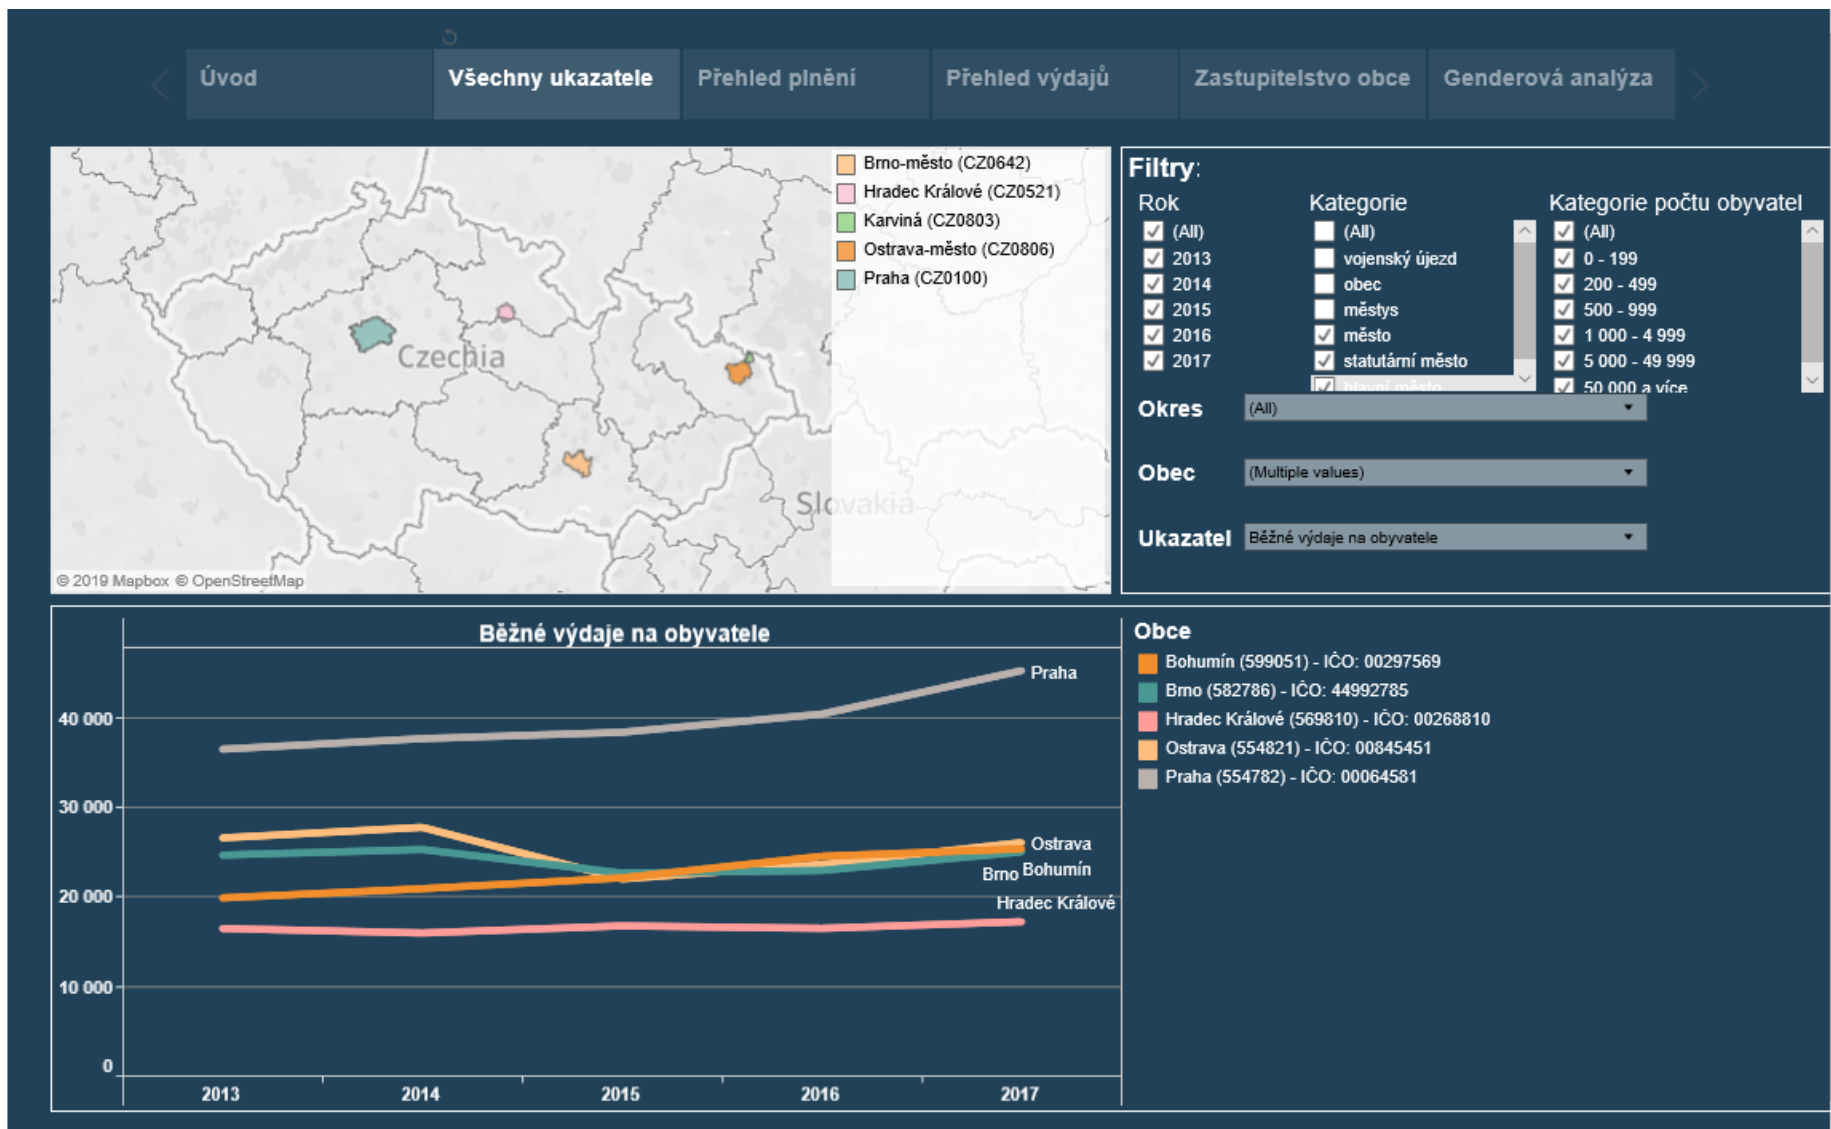 Úvod
Všechny ukazatele
Přehled plnění
Přehled výdajů
Zastupitelstvo obce
Genderová analýza
Brno-město (CZ0642)
Hradec Králové (CZ0521)
Karviná (CZ0803)
Ostrava-město (CZ0806)
Praha (CZ0100)
Czechia
Slovakia
© 2019 Mapbox © OpenStreetMap
Filtry:
Rok
(All)
2013
2014
2015
2016
2017
Kategorie
(All)
vojenský újezd
obec
městys
město
statutární město
hlavní město
Kategorie počtu obyvatel
(All)
0 - 199
200 - 499
500 - 999
1 000 - 4 999
5 000 - 49 999
50 000 a více
Okres
(All)
Obec
(Multiple values)
Ukazatel
Běžné výdaje na obyvatele
Běžné výdaje na obyvatele
40 000
30 000
20 000
10 000
0
Praha
Ostrava
Brno
Bohumín
Hradec Králové
2013
2014
2015
2016
2017
Obce
Bohumín (599051) - IČO: 00297569
Brno (582786) - IČO: 44992785
Hradec Králové (569810) - IČO: 00268810
Ostrava (554821) - IČO: 00845451
Praha (554782) - IČO: 00064581